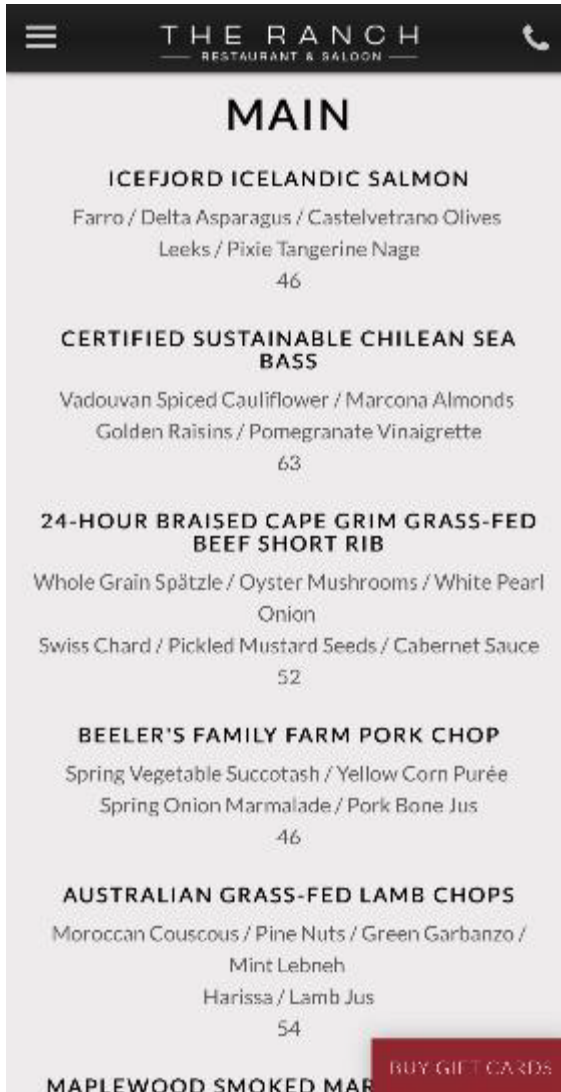 THE RANCH
RESTAURANT & SALOON
MAIN
ICEFJORD ICELANDIC SALMON
Farro / Delta Asparagus / Castelvetrano Olives
Leeks / Pixie Tangerine Nage
46
CERTIFIED SUSTAINABLE CHILEAN SEA
BASS
Vadouvan Spiced Cauliflower / Marcona Almonds
Golden Raisins / Pomegranate Vinaigrette
63
24-HOUR BRAISED CAPE GRIM GRASS-FED
BEEF SHORT RIB
Whole Grain Spätzle / Oyster Mushrooms / White Pearl
Onion
Swiss Chard / Pickled Mustard Seeds / Cabernet Sauce
52
BEELER'S FAMILY FARM PORK CHOP
Spring Vegetable Succotash / Yellow Corn Purée
Spring Onion Marmalade / Pork Bone Jus
46
AUSTRALIAN GRASS-FED LAMB CHOPS
Moroccan Couscous / Pine Nuts / Green Garbanzo /
Mint Lebneh
Harissa / Lamb Jus
54
MAPLEWOOD SMOKED
BUY GIFT CARDS